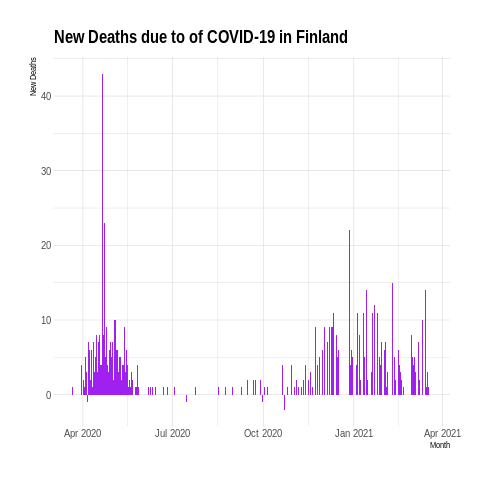 New Deaths due to of COVID-19 in Finland
New Deaths
40
30
20
10
0
Apr 2020 Jul 2020 Oct 2020 Jan 2021 Apr 2021
Month